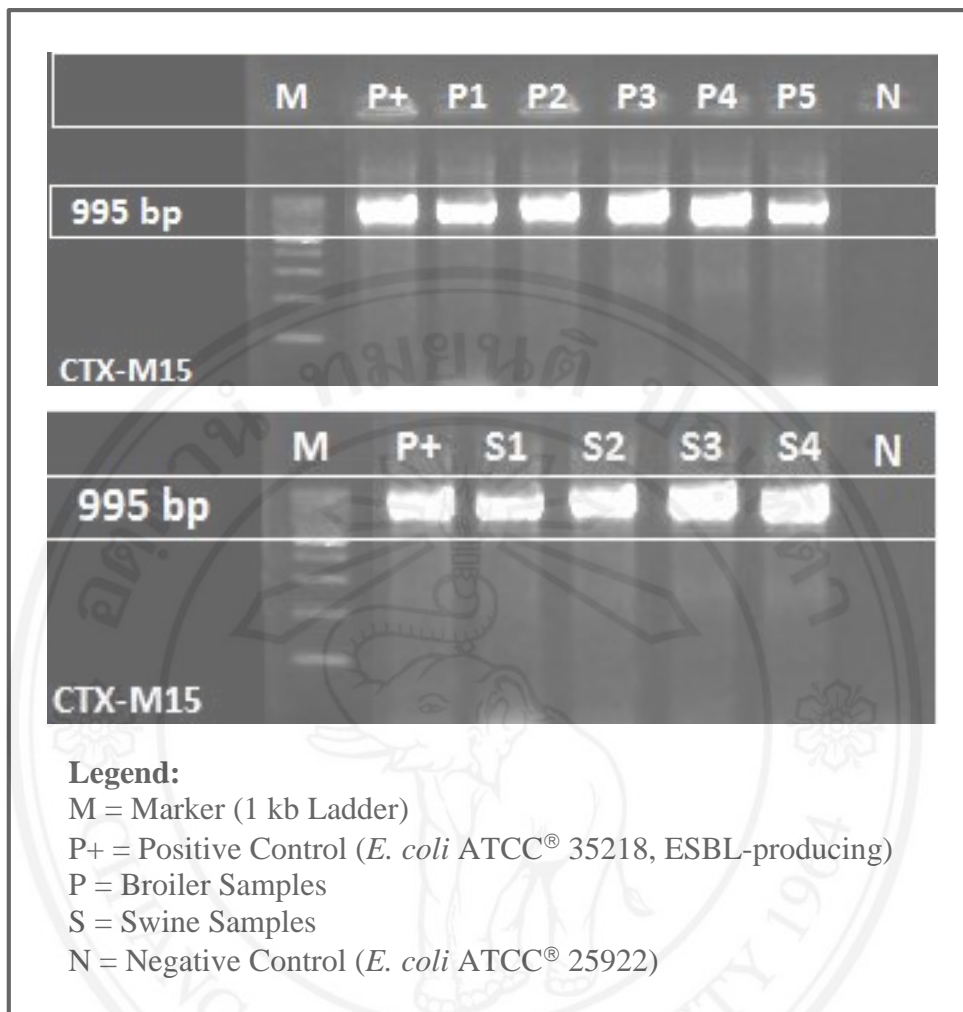 M P+ P1 P2 P3 P4 P5 N
995 bp
CTX-M15
M P+ S1 S2 S3 S4 N
995 bp
CTX-M15
Legend:
M = Marker (1 kb Ladder)
P+ = Positive Control (E. coli ATCC® 35218, ESBL-producing)
P = Broiler Samples
S = Swine Samples
N = Negative Control (E. coli ATCC® 25922)